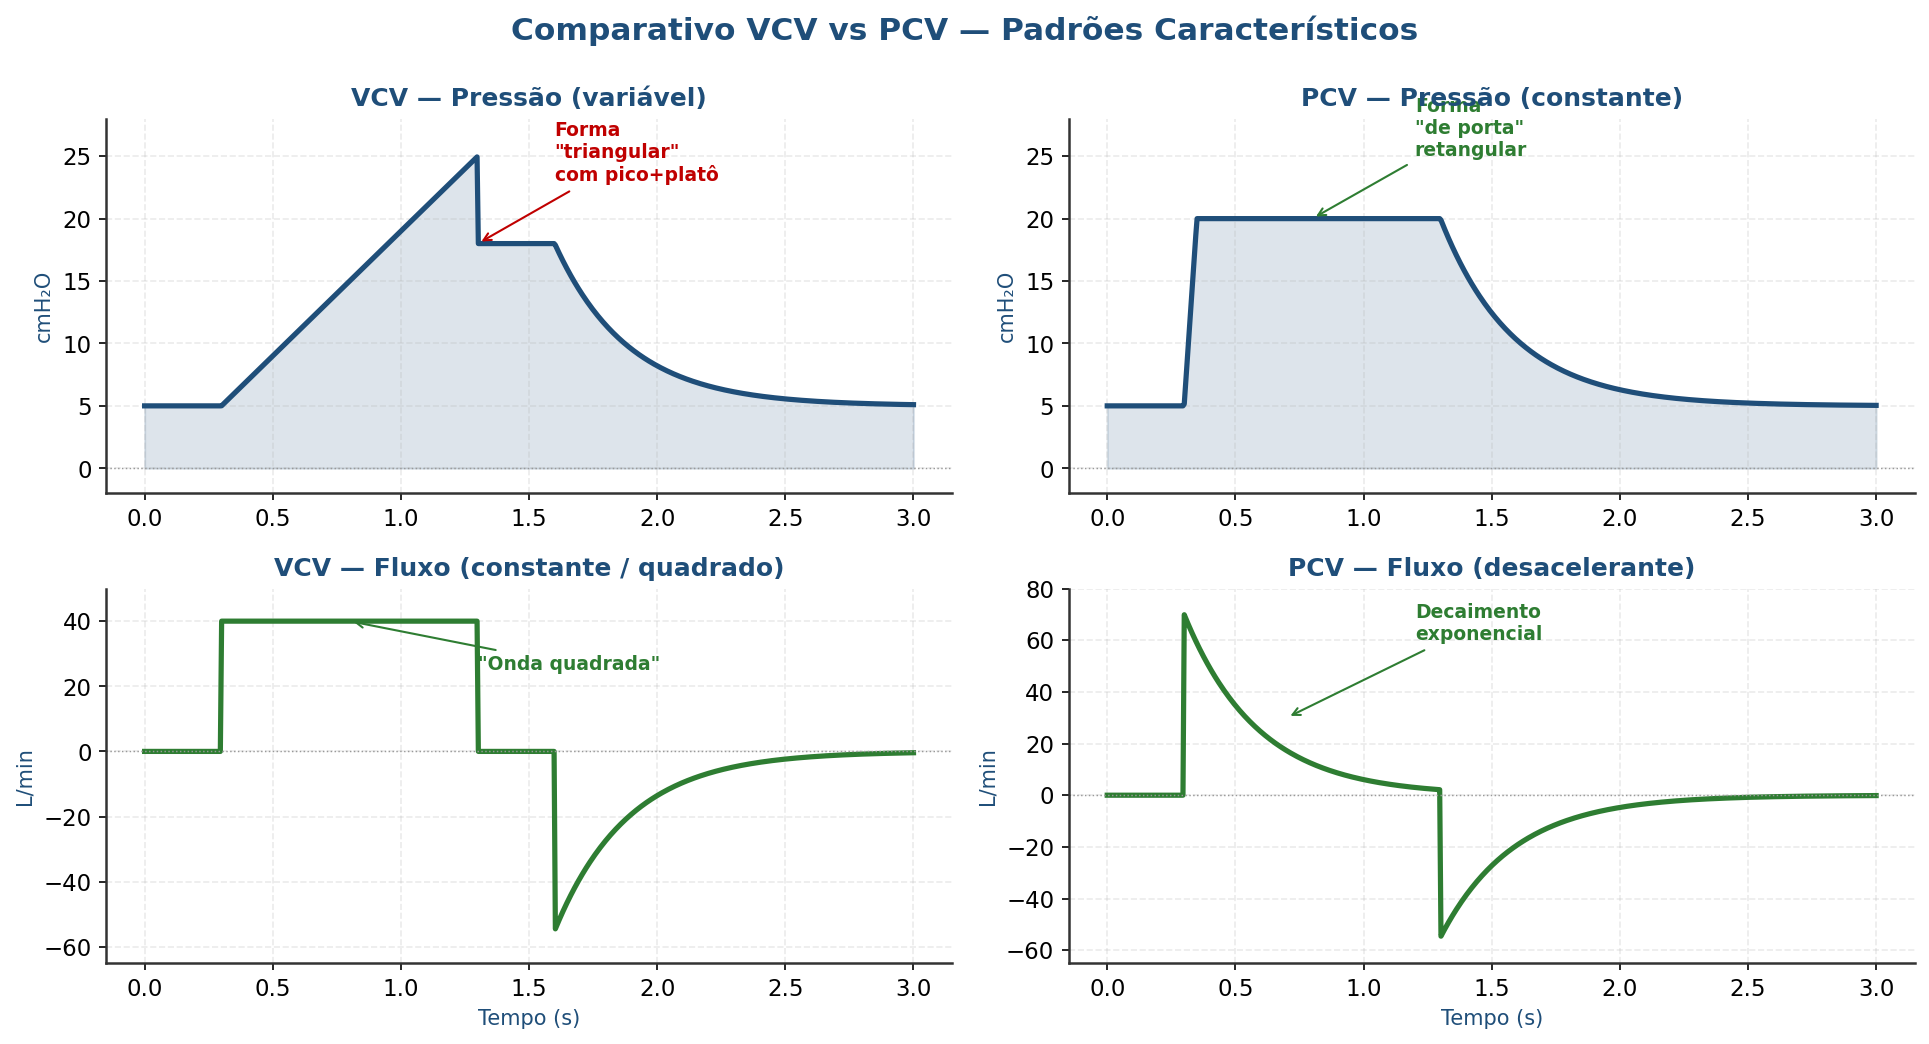 Comparativo VCV vs PCV — Padrões Característicos
VCV — Pressão (variável)
Forma
"triangular"
com pico+platô
cmH₂O
25
20
15
10
5
0
0.0 0.5 1.0 1.5 2.0 2.5 3.0
PCV — Pressão (constante)
Forma
"de porta"
retangular
cmH₂O
25
20
15
10
5
0
0.0 0.5 1.0 1.5 2.0 2.5 3.0
VCV — Fluxo (constante / quadrado)
"Onda quadrada"
L/min
40
20
0
−20
−40
−60
0.0 0.5 1.0 1.5 2.0 2.5 3.0
Tempo (s)
PCV — Fluxo (desacelerante)
Decaimento
exponencial
L/min
80
60
40
20
0
−20
−40
−60
0.0 0.5 1.0 1.5 2.0 2.5 3.0
Tempo (s)